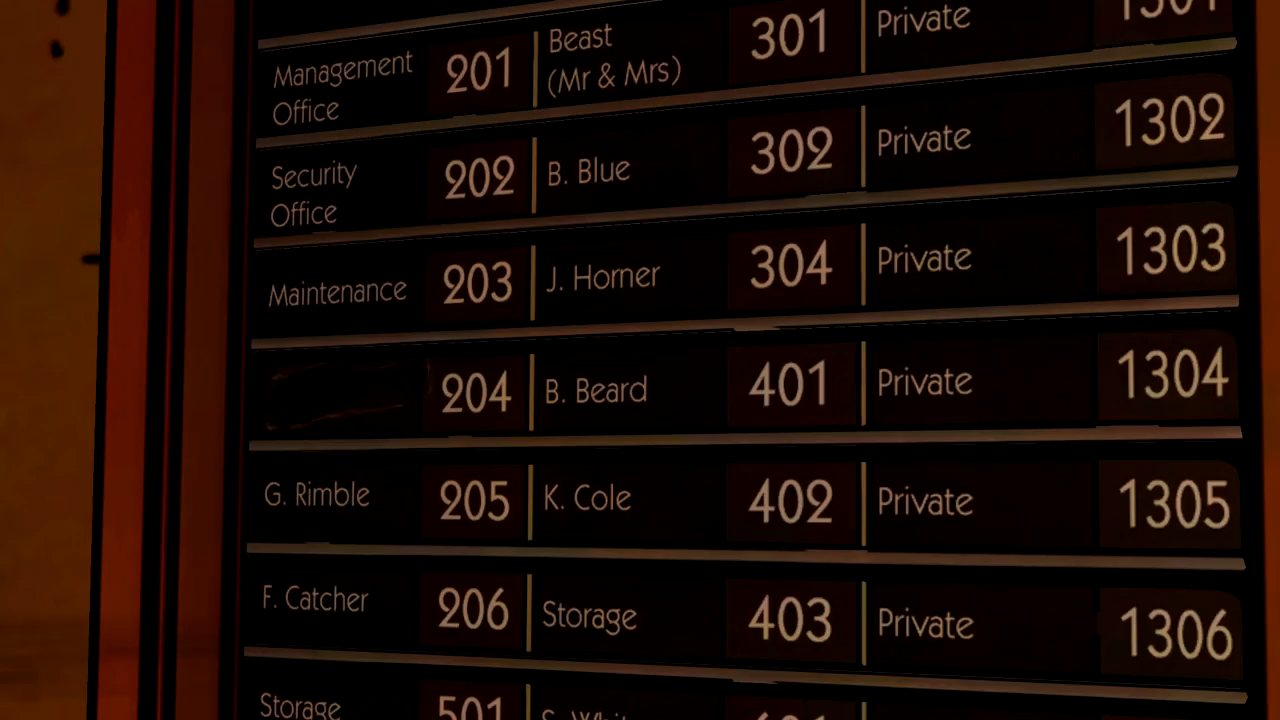 Management Office 201 Beast (Mr & Mrs) 301 Private 1301
Security Office 202 B. Blue 302 Private 1302
Maintenance 203 J. Horner 304 Private 1303
204 B. Beard 401 Private 1304
G. Rimble 205 K. Cole 402 Private 1305
F. Catcher 206 Storage 403 Private 1306
Storage 501